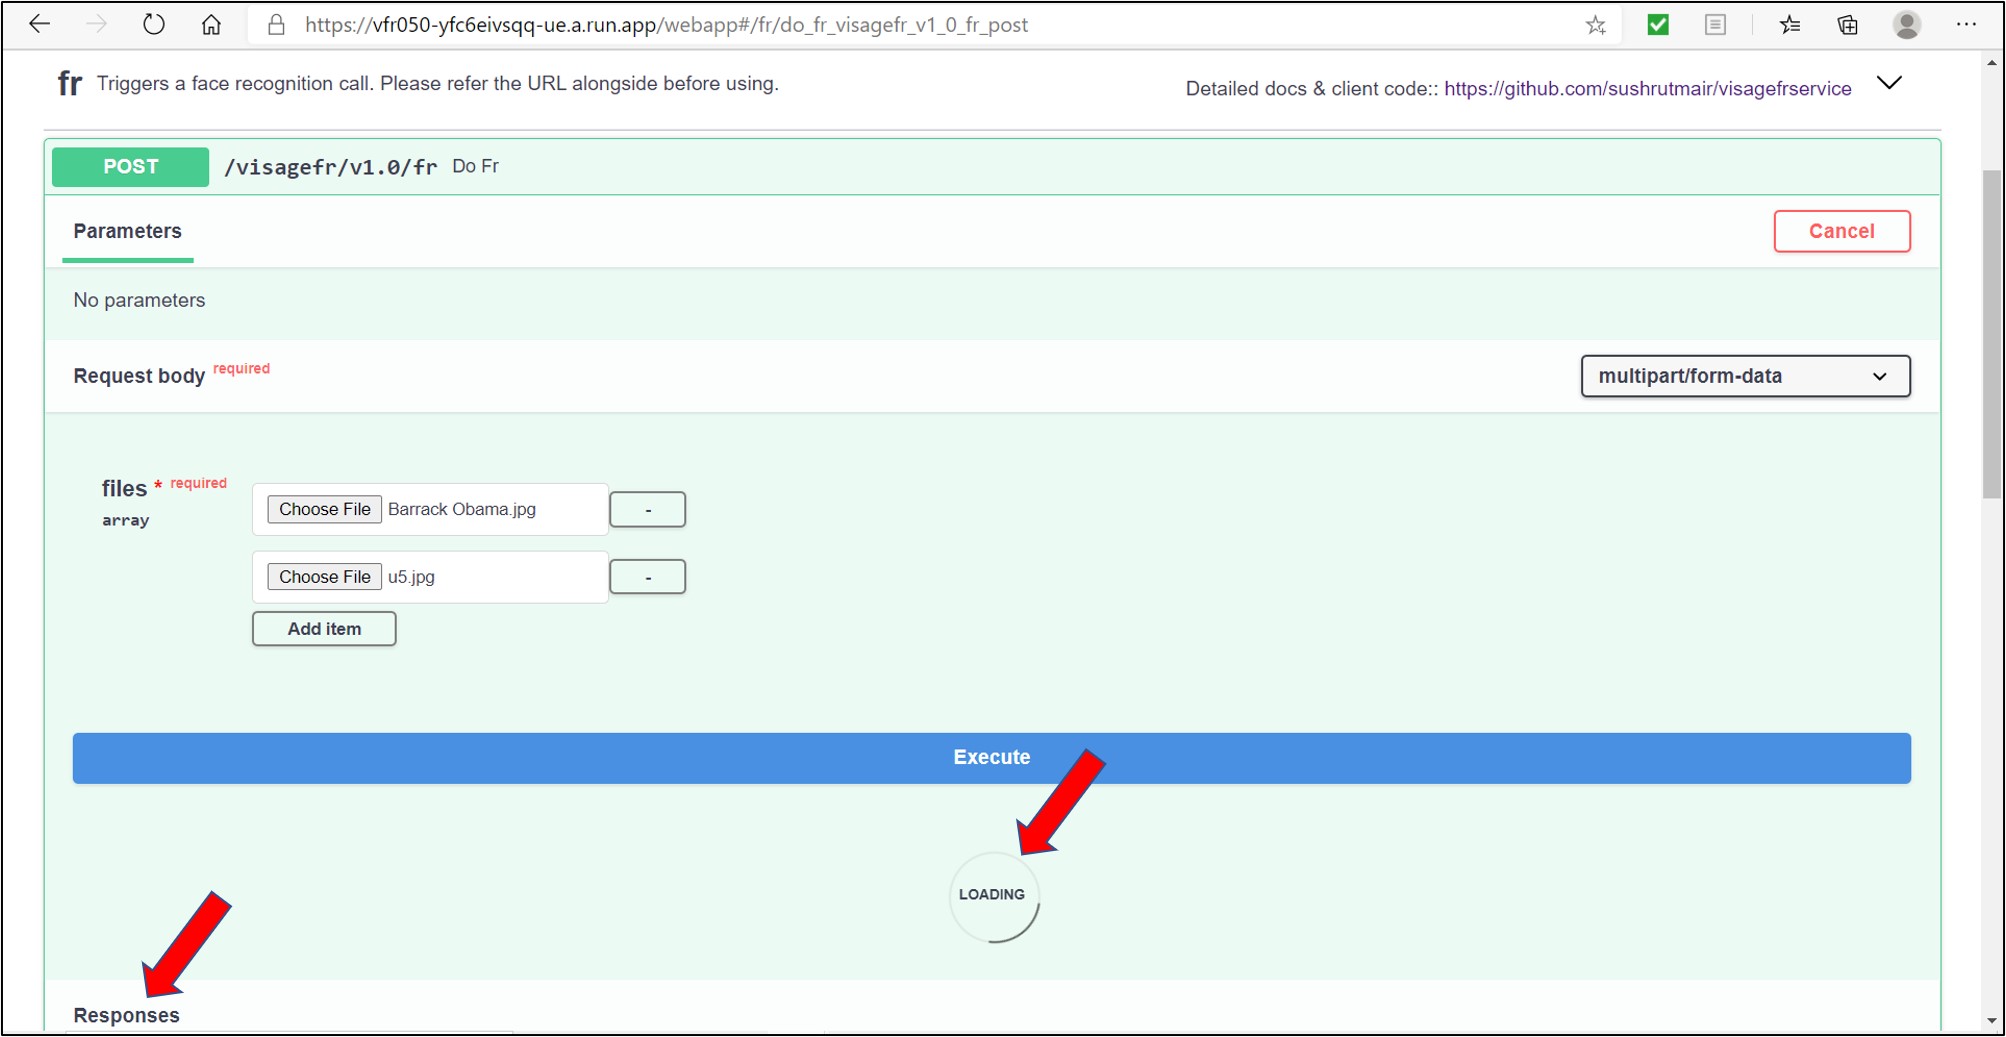 https://vfr050-yfc6eivsqq-ue.a.run.app/webapp#/fr/do_fr_visagefr_v1_0_fr_post
fr Triggers a face recognition call. Please refer the URL alongside before using. Detailed docs & client code:: https://github.com/sushrutmair/visagefrservice
POST /visagefr/v1.0/fr Do Fr
Parameters Cancel
No parameters
Request body required multipart/form-data
files * required
array
Choose File Barrack Obama.jpg -
Choose File u5.jpg -
Add item
Execute
LOADING
Responses